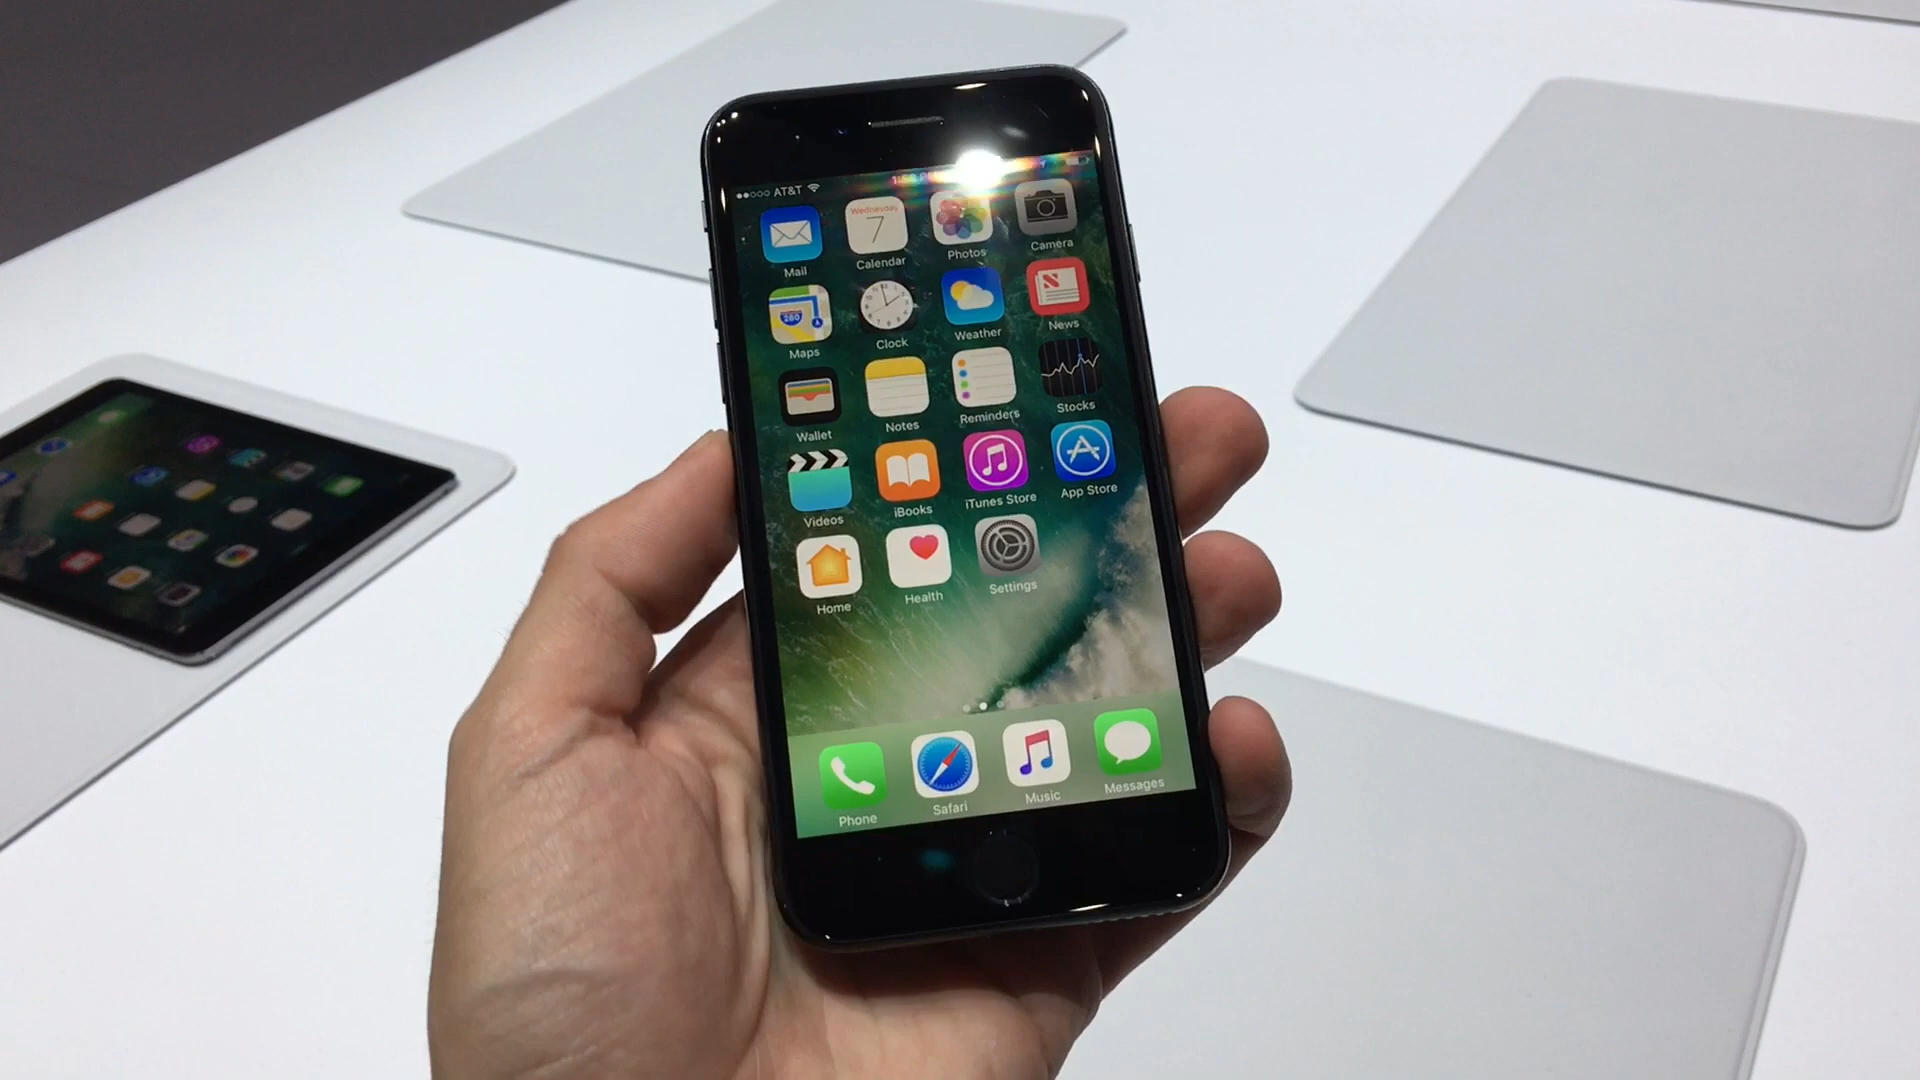 AT&T
Wednesday
7
Mail
Calendar
Photos
Camera
280
Maps
Clock
Weather
News
Wallet
Notes
Reminders
Stocks
Videos
iBooks
iTunes Store
App Store
Home
Health
Settings
Phone
Safari
Music
Messages